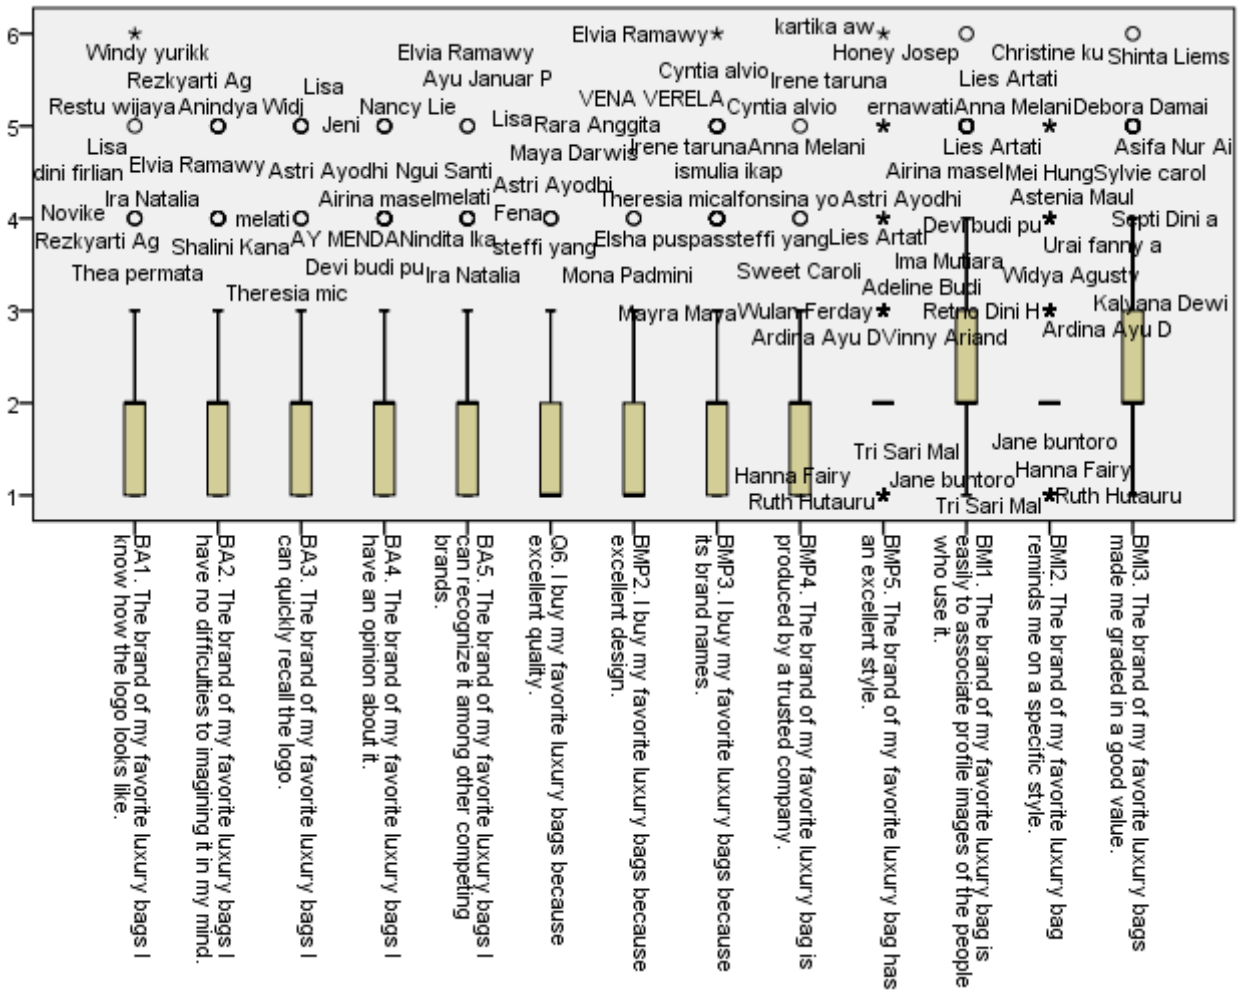 6
kartika aw
Elvia Ramawy
Windy yurikk
Elvia Ramawy
Honey Josep
Christine ku
Shinta Liems
Rezkyarti Ag
Lisa
Ayu Januar P
Cyntia alvio
Irene taruna
Lies Artati
Restu wijaya
Anindya Widj
Nancy Lie
VENA VERELA
Cyntia alvio
ernawati
Anna Melani
Debora Damai
5
Jeni
Lisa
Rara Anggita
Lisa
Maya Darwis
Irene taruna
Anna Melani
Lies Artati
Asifa Nur Ai
dini firlian
Elvia Ramawy
Astri Ayodhi
Ngui Santi
ismulia ikap
Airina masel
Mei Hung
Sylvie carol
Ira Natalia
Airina masel
melati
Astri Ayodhi
Theresia mic
alfonsina yo
Astri Ayodhi
Astenia Maul
4
Novike
melati
Fena
Devi budi pu
Septi Dini a
Rezkyarti Ag
Shalini Kana
AY MENDAN
Nindita Ika
steffi yang
Elsha puspas
steffi yang
Lies Artati
Urai fanny a
Thea permata
Devi budi pu
Ira Natalia
Mona Padmini
Sweet Caroli
Ima Mutiara
Widya Agusty
Theresia mic
Adeline Budi
Kalyana Dewi
3
Mayra Maya
Wulan Ferday
Retno Dini H
Ardina Ayu D
Vinny Ariand
Ardina Ayu D
2
Tri Sari Mal
Jane buntoro
Hanna Fairy
Jane buntoro
Hanna Fairy
1
Ruth Hutauru
Tri Sari Mal
Ruth Hutauru
BA1. The brand of my favorite luxury bags I
know how the logo looks like.
BA2. The brand of my favorite luxury bags I
have no difficulties to imagining it in my mind.
BA3. The brand of my favorite luxury bags I
can quickly recall the logo.
BA4. The brand of my favorite luxury bags I
have an opinion about it.
BA5. The brand of my favorite luxury bags I
can recognize it among other competing
brands.
Q6. I buy my favorite luxury bags because
excellent quality.
BMP2. I buy my favorite luxury bags because
excellent design.
BMP3. I buy my favorite luxury bags because
its brand names.
BMP4. The brand of my favorite luxury bag is
produced by a trusted company.
BMP5. The brand of my favorite luxury bag has
an excellent style.
BMI1. The brand of my favorite luxury bag is
easily to associate profile images of the people
who use it.
BMI2. The brand of my favorite luxury bag
reminds me on a specific style.
BMI3. The brand of my favorite luxury bags
made me graded in a good value.